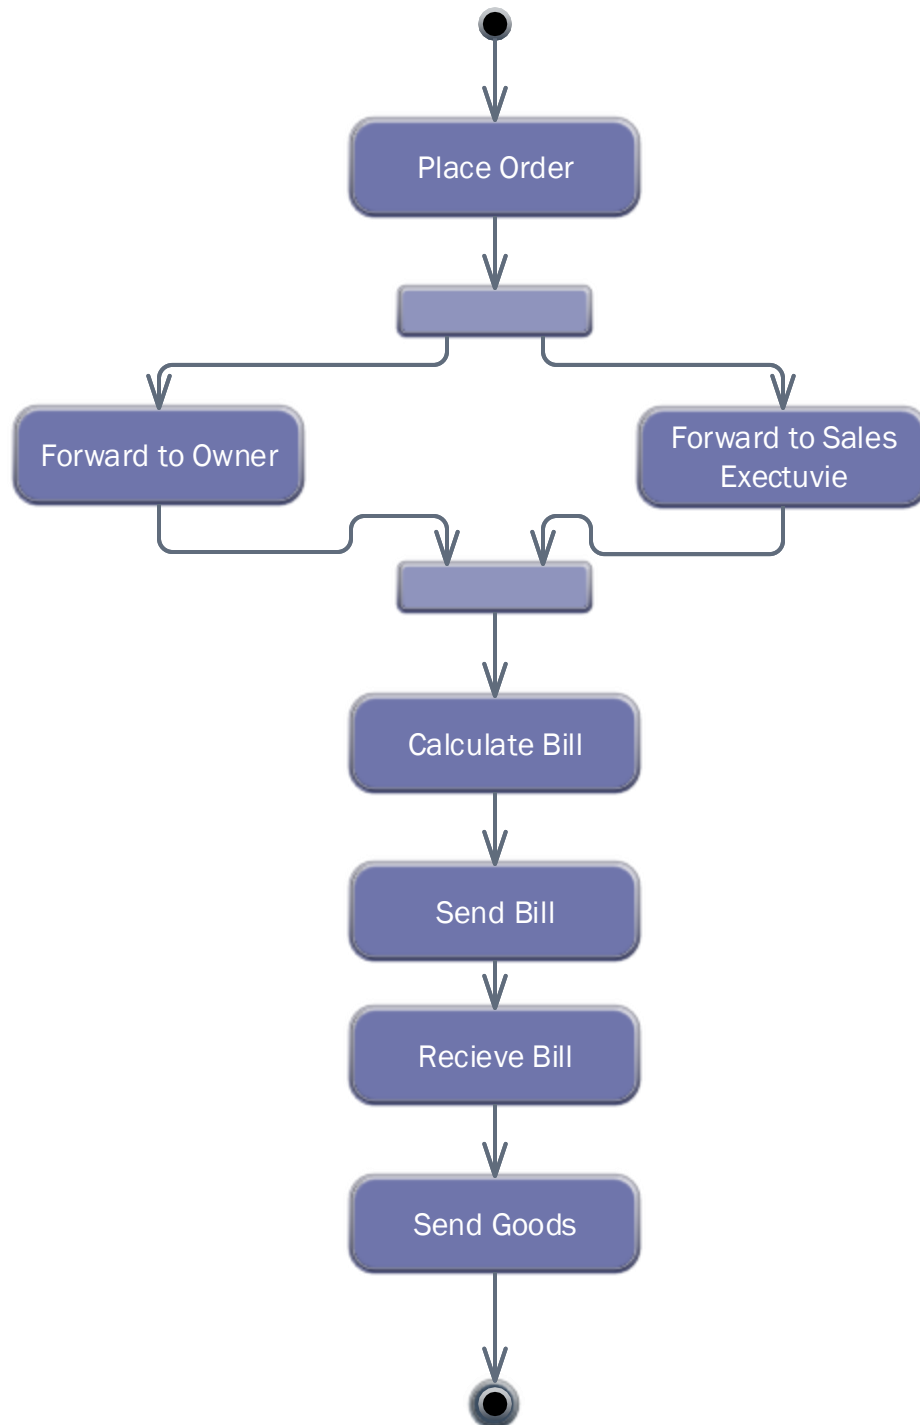 Place Order
Forward to Owner
Forward to Sales
Exectuvie
Calculate Bill
Send Bill
Recieve Bill
Send Goods